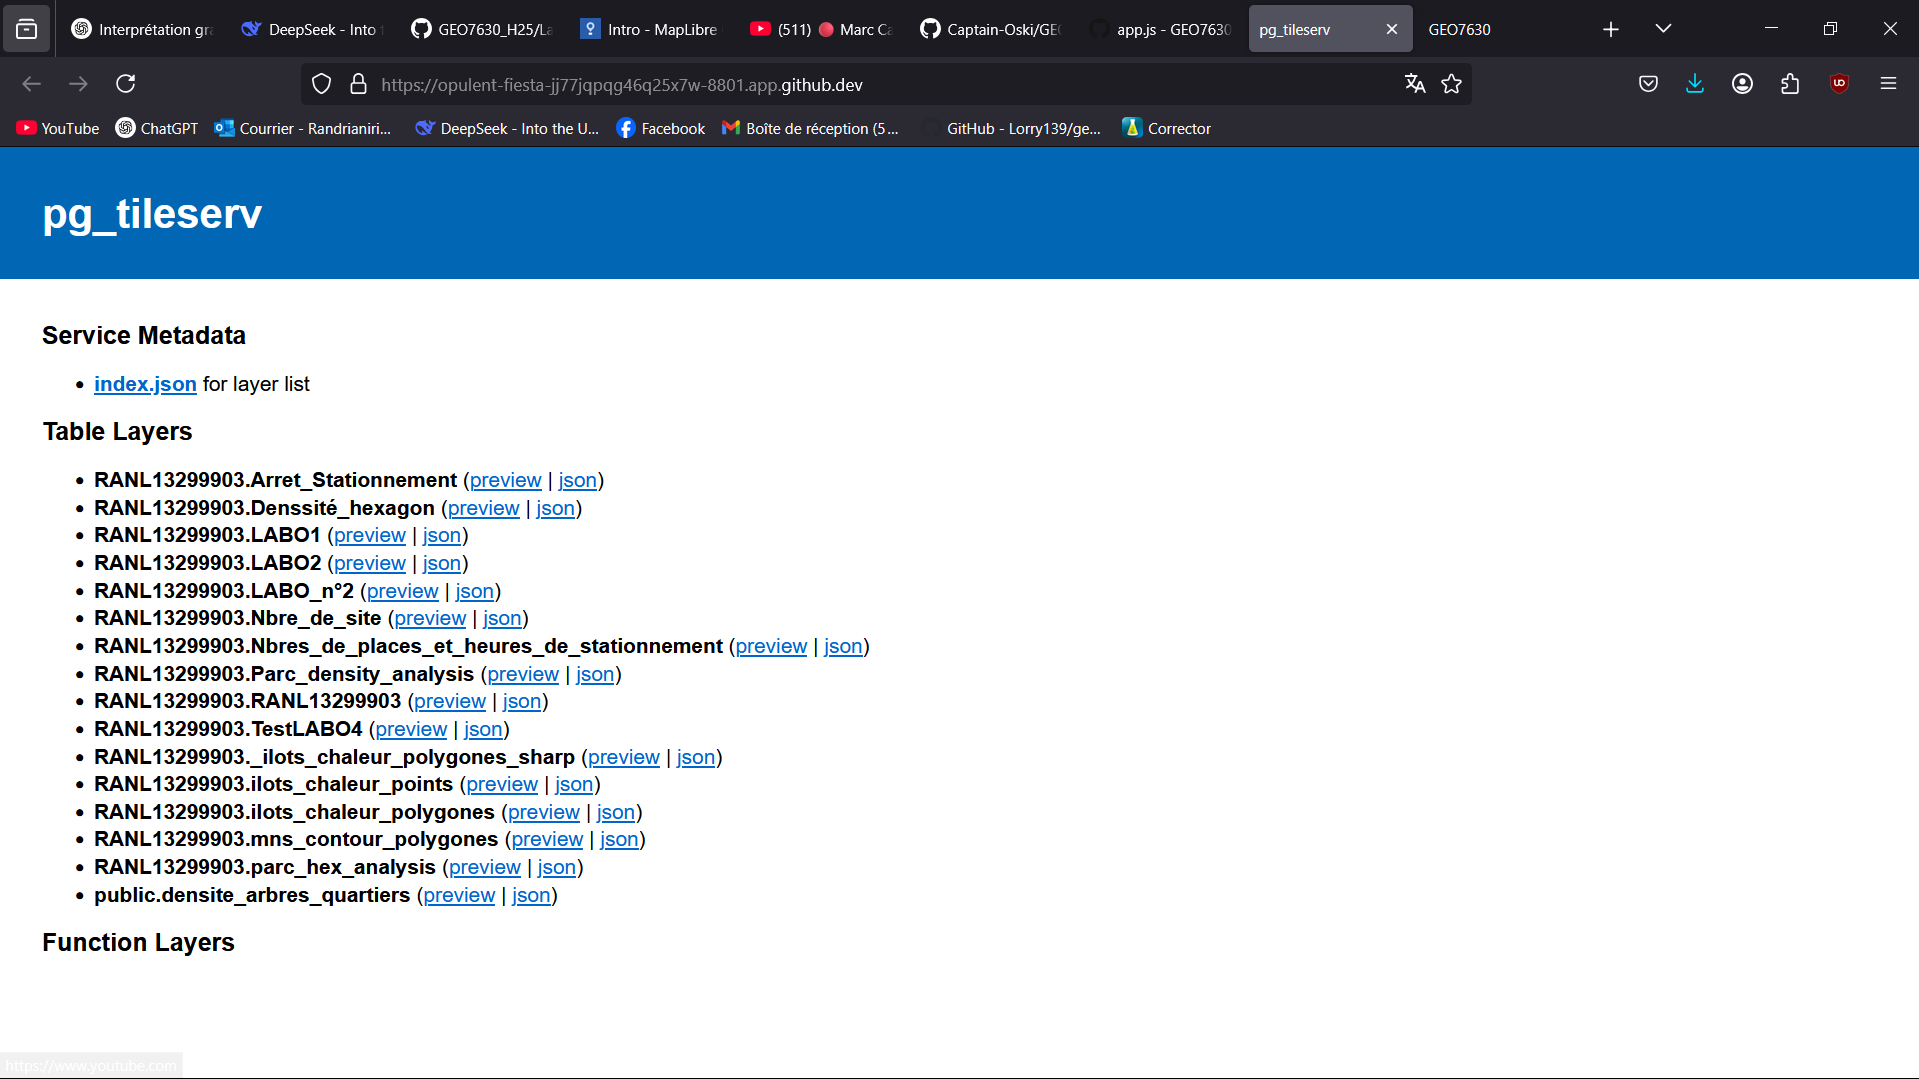 Interprétation gra
DeepSeek - Into t
GEO7630_H25/La
Intro - MapLibre
(511) Marc Ca
Captain-Oski/GEO
app.js - GEO7630
pg_tileserv
GEO7630
https://opulent-fiesta-jj77jqpqg46q25x7w-8801.app.github.dev
YouTube
ChatGPT
Courrier - Randrianiri...
DeepSeek - Into the U...
Facebook
Boîte de réception (5...
GitHub - Lorry139/ge...
Corrector
pg_tileserv
Service Metadata
index.json for layer list
Table Layers
RANL13299903.Arret_Stationnement (preview | json)
RANL13299903.Denssité_hexagon (preview | json)
RANL13299903.LABO1 (preview | json)
RANL13299903.LABO2 (preview | json)
RANL13299903.LABO_n°2 (preview | json)
RANL13299903.Nbre_de_site (preview | json)
RANL13299903.Nbres_de_places_et_heures_de_stationnement (preview | json)
RANL13299903.Parc_density_analysis (preview | json)
RANL13299903.RANL13299903 (preview | json)
RANL13299903.TestLABO4 (preview | json)
RANL13299903._ilots_chaleur_polygones_sharp (preview | json)
RANL13299903.ilots_chaleur_points (preview | json)
RANL13299903.ilots_chaleur_polygones (preview | json)
RANL13299903.mns_contour_polygones (preview | json)
RANL13299903.parc_hex_analysis (preview | json)
public.densite_arbres_quartiers (preview | json)
Function Layers
https://www.youtube.com